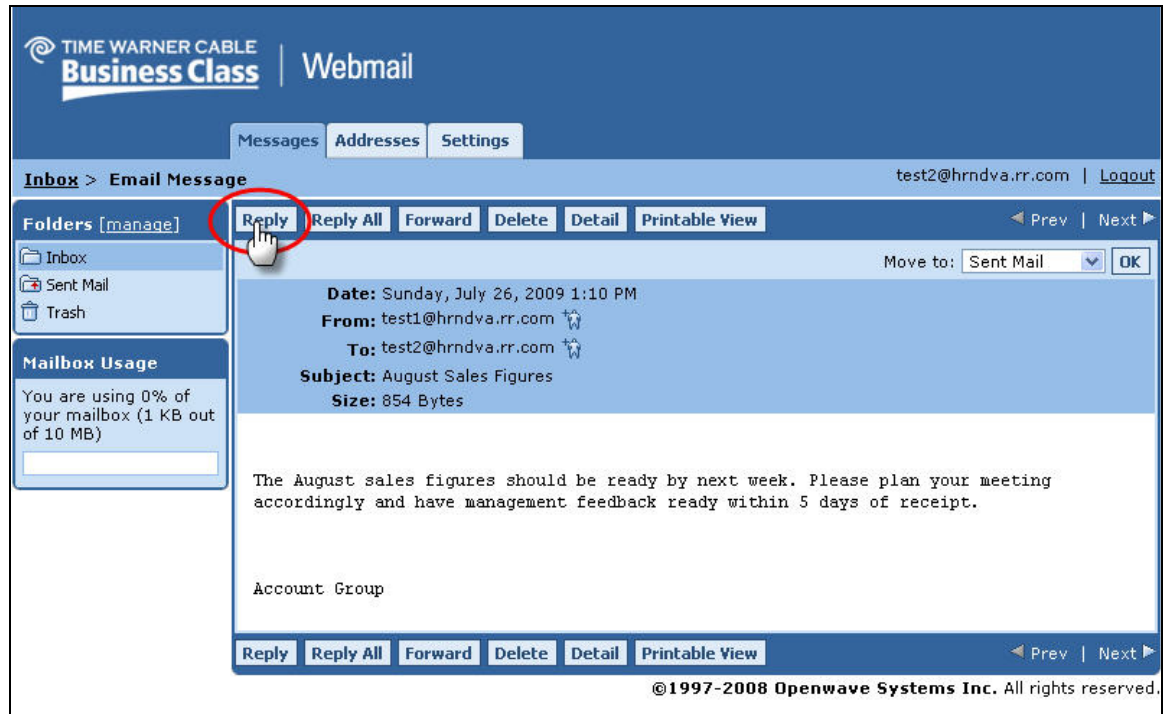 TIME WARNER CABLE
Business Class | Webmail
Messages Addresses Settings
Inbox > Email Message test2@hrndva.rr.com | Logout
Folders [manage] Reply Reply All Forward Delete Detail Printable View Prev | Next
Inbox
Move to: Sent Mail OK
Sent Mail
Trash
Date: Sunday, July 26, 2009 1:10 PM
From: test1@hrndva.rr.com
To: test2@hrndva.rr.com
Subject: August Sales Figures
Size: 854 Bytes
Mailbox Usage
You are using 0% of
your mailbox (1 KB out
of 10 MB)
The August sales figures should be ready by next week. Please plan your meeting
accordingly and have management feedback ready within 5 days of receipt.
Account Group
Reply Reply All Forward Delete Detail Printable View Prev | Next
©1997-2008 Openwave Systems Inc. All rights reserved.